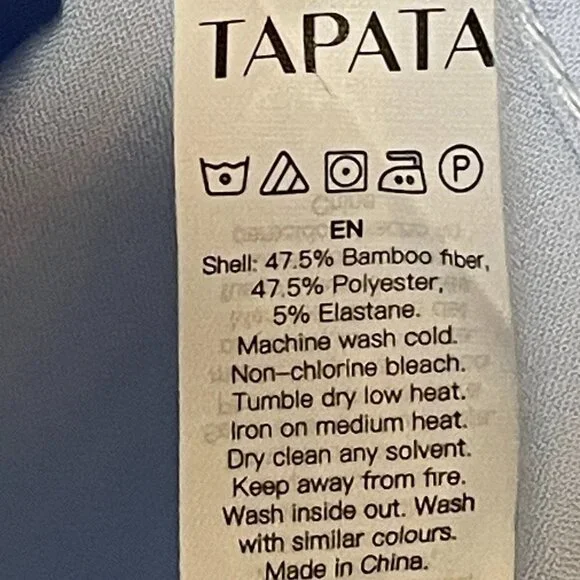 TAPATA
P
EN
Shell: 47.5% Bamboo fiber,
47.5% Polyester,
5% Elastane.
Machine wash cold.
Non-chlorine bleach.
Tumble dry low heat.
Iron on medium heat.
Dry clean any solvent.
Keep away from fire.
Wash inside out. Wash
with similar colours.
Made in China.